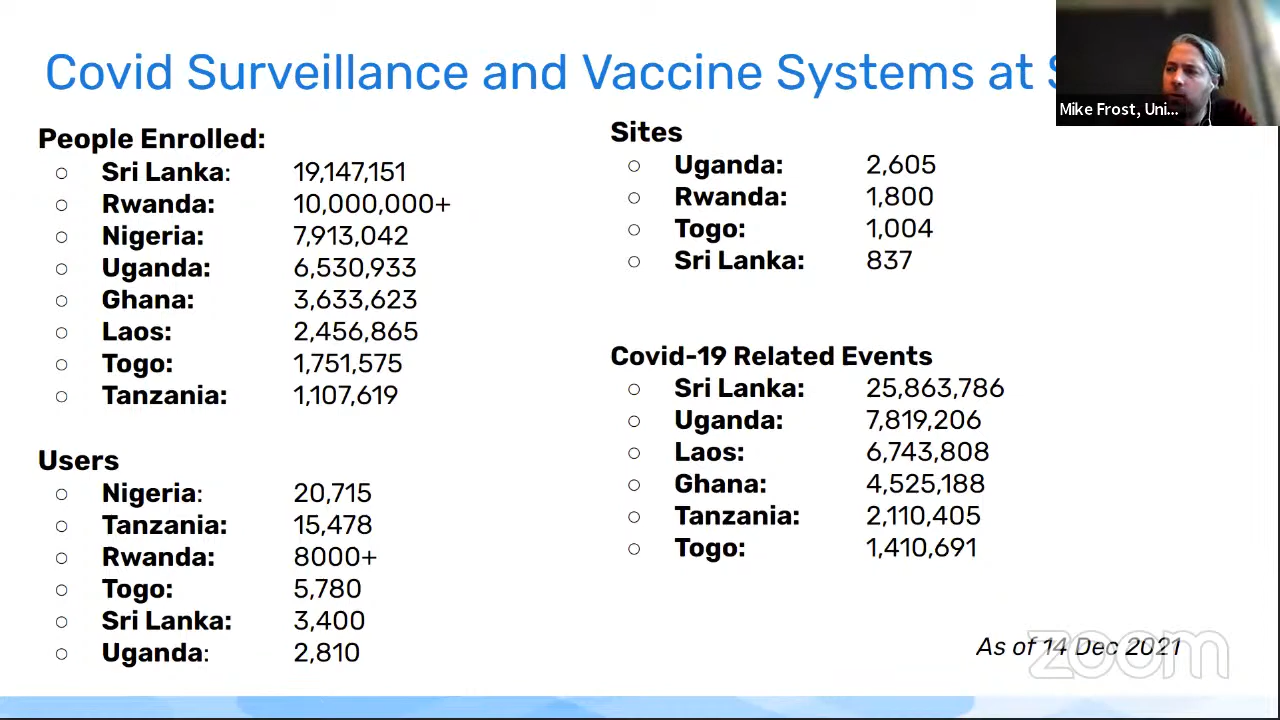 Covid Surveillance and Vaccine Systems at
Mike Frost, Uni...
People Enrolled:
Sri Lanka: 19,147,151
Rwanda: 10,000,000+
Nigeria: 7,913,042
Uganda: 6,530,933
Ghana: 3,633,623
Laos: 2,456,865
Togo: 1,751,575
Tanzania: 1,107,619
Users
Nigeria: 20,715
Tanzania: 15,478
Rwanda: 8000+
Togo: 5,780
Sri Lanka: 3,400
Uganda: 2,810
Sites
Uganda: 2,605
Rwanda: 1,800
Togo: 1,004
Sri Lanka: 837
Covid-19 Related Events
Sri Lanka: 25,863,786
Uganda: 7,819,206
Laos: 6,743,808
Ghana: 4,525,188
Tanzania: 2,110,405
Togo: 1,410,691
As of 14 Dec 2021
zoom